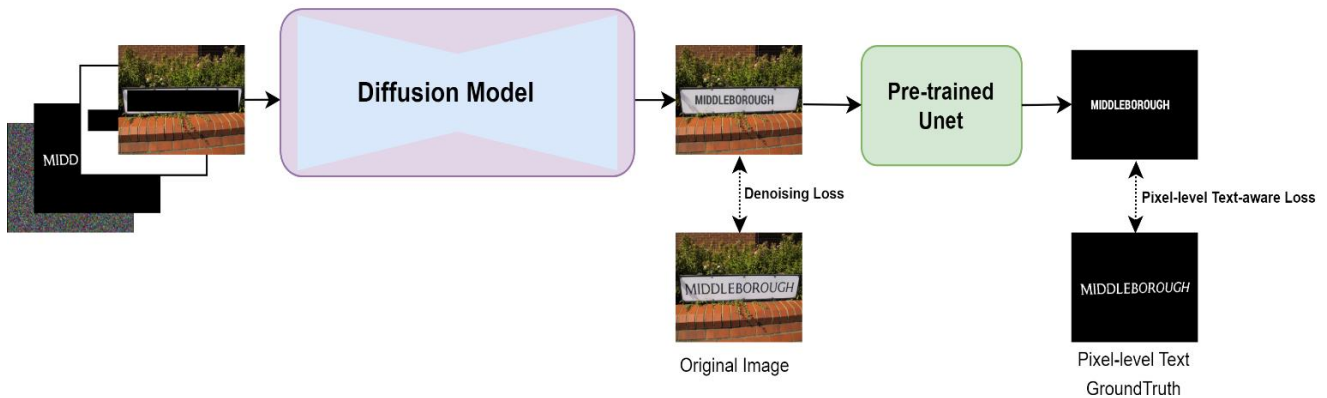 MIDD
Diffusion Model
MIDDLEBOROUGH
Pre-trained
Unet
MIDDLEBOROUGH
Denoising Loss
Pixel-level Text-aware Loss
MIDDLEBOROUGH
MIDDLEBOROUGH
Original Image
Pixel-level Text
GroundTruth